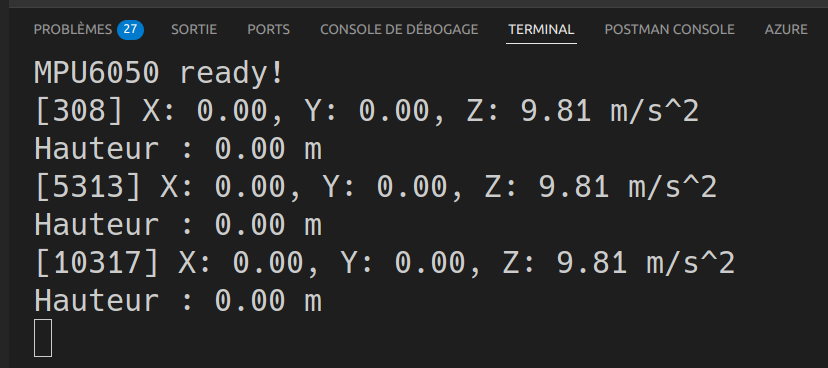 PROBLÈMES 27 SORTIE PORTS CONSOLE DE DÉBOGAGE TERMINAL POSTMAN CONSOLE AZURE
MPU6050 ready!
[308] X: 0.00, Y: 0.00, Z: 9.81 m/s^2
Hauteur : 0.00 m
[5313] X: 0.00, Y: 0.00, Z: 9.81 m/s^2
Hauteur : 0.00 m
[10317] X: 0.00, Y: 0.00, Z: 9.81 m/s^2
Hauteur : 0.00 m